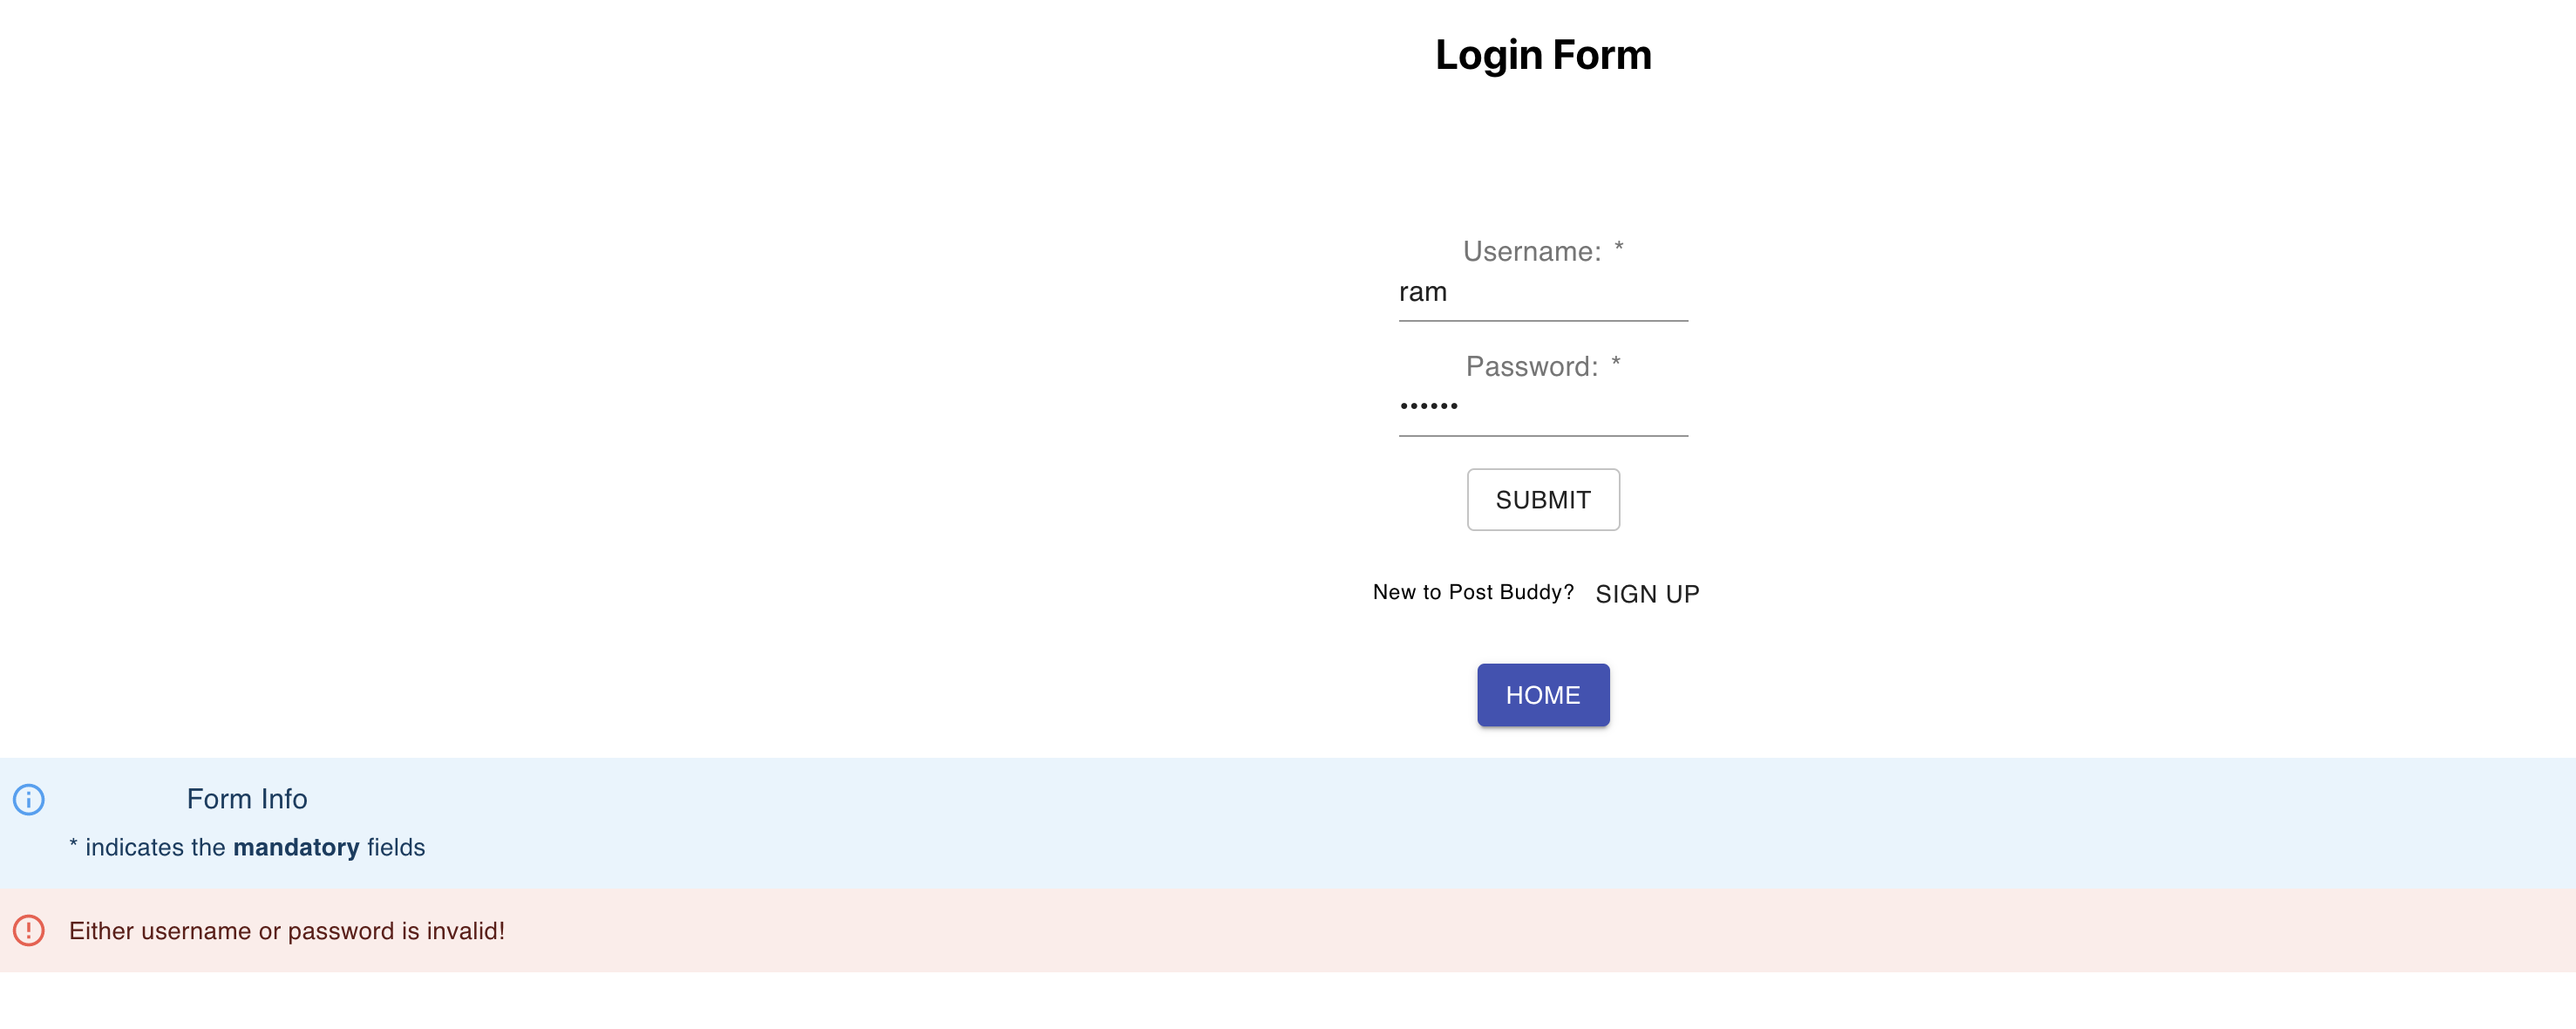 Login Form
Username: *
ram
Password: *
••••••
SUBMIT
New to Post Buddy? SIGN UP
HOME
Form Info
* indicates the mandatory fields
Either username or password is invalid!